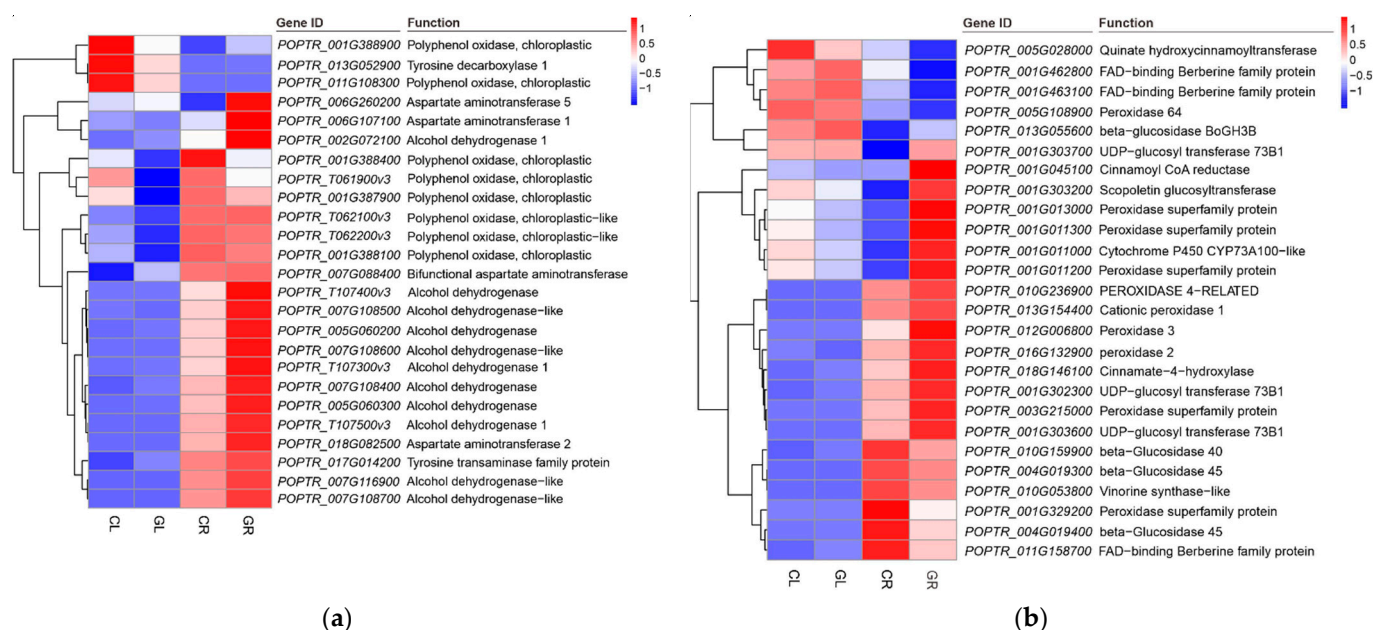 Gene ID Function
1
0.5
0
−0.5
−1
POPTR_001G388900 Polyphenol oxidase, chloroplastic
POPTR_013G052900 Tyrosine decarboxylase 1
POPTR_011G108300 Polyphenol oxidase, chloroplastic
POPTR_006G260200 Aspartate aminotransferase 5
POPTR_006G107100 Aspartate aminotransferase 1
POPTR_002G072100 Alcohol dehydrogenase 1
POPTR_001G388400 Polyphenol oxidase, chloroplastic
POPTR_T061900v3 Polyphenol oxidase, chloroplastic
POPTR_001G387900 Polyphenol oxidase, chloroplastic
POPTR_T062100v3 Polyphenol oxidase, chloroplastic−like
POPTR_T062200v3 Polyphenol oxidase, chloroplastic−like
POPTR_001G388100 Polyphenol oxidase, chloroplastic
POPTR_007G088400 Bifunctional aspartate aminotransferase
POPTR_T107400v3 Alcohol dehydrogenase
POPTR_007G108500 Alcohol dehydrogenase−like
POPTR_005G060200 Alcohol dehydrogenase
POPTR_007G108600 Alcohol dehydrogenase−like
POPTR_T107300v3 Alcohol dehydrogenase 1
POPTR_007G108400 Alcohol dehydrogenase
POPTR_005G060300 Alcohol dehydrogenase
POPTR_T107500v3 Alcohol dehydrogenase 1
POPTR_018G082500 Aspartate aminotransferase 2
POPTR_017G014200 Tyrosine transaminase family protein
POPTR_007G116900 Alcohol dehydrogenase−like
POPTR_007G108700 Alcohol dehydrogenase−like
CL GL CR GR
(a)
Gene ID Function
1
0.5
0
−0.5
−1
POPTR_005G028000 Quinate hydroxycinnamoyltransferase
POPTR_001G462800 FAD−binding Berberine family protein
POPTR_001G463100 FAD−binding Berberine family protein
POPTR_005G108900 Peroxidase 64
POPTR_013G055600 beta−glucosidase BoGH3B
POPTR_001G303700 UDP−glucosyl transferase 73B1
POPTR_001G045100 Cinnamoyl CoA reductase
POPTR_001G303200 Scopoletin glucosyltransferase
POPTR_001G013000 Peroxidase superfamily protein
POPTR_001G011300 Peroxidase superfamily protein
POPTR_001G011000 Cytochrome P450 CYP73A100−like
POPTR_001G011200 Peroxidase superfamily protein
POPTR_010G236900 PEROXIDASE 4−RELATED
POPTR_013G154400 Cationic peroxidase 1
POPTR_012G006800 Peroxidase 3
POPTR_016G132900 peroxidase 2
POPTR_018G146100 Cinnamate−4−hydroxylase
POPTR_001G302300 UDP−glucosyl transferase 73B1
POPTR_003G215000 Peroxidase superfamily protein
POPTR_001G303600 UDP−glucosyl transferase 73B1
POPTR_010G159900 beta−Glucosidase 40
POPTR_004G019300 beta−Glucosidase 45
POPTR_010G053800 Vinorine synthase−like
POPTR_001G329200 Peroxidase superfamily protein
POPTR_004G019400 beta−Glucosidase 45
POPTR_011G158700 FAD−binding Berberine family protein
CL GL CR GR
(b)